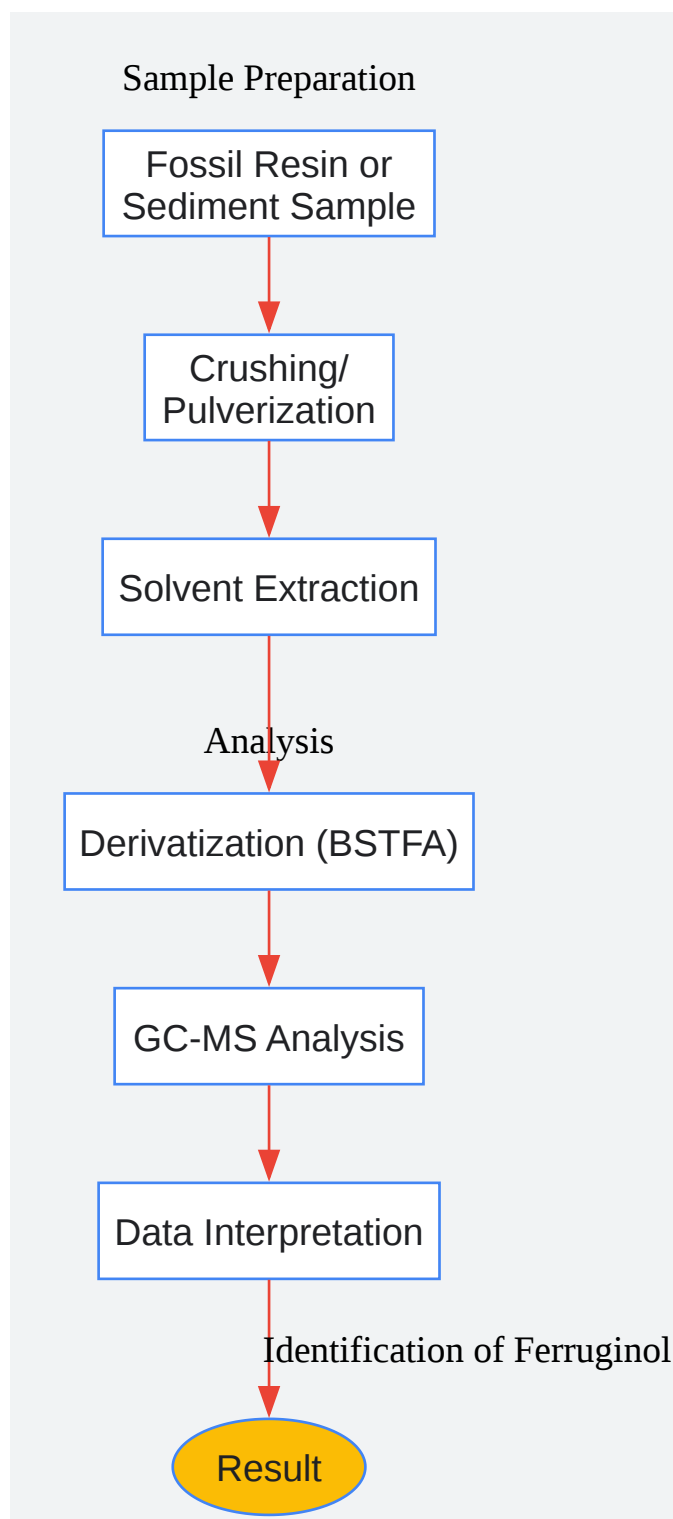 Sample Preparation
Fossil Resin or
Sediment Sample
Crushing/
Pulverization
Solvent Extraction
Analysis
Derivatization (BSTFA)
GC-MS Analysis
Data Interpretation
Identification of Ferruginol
Result